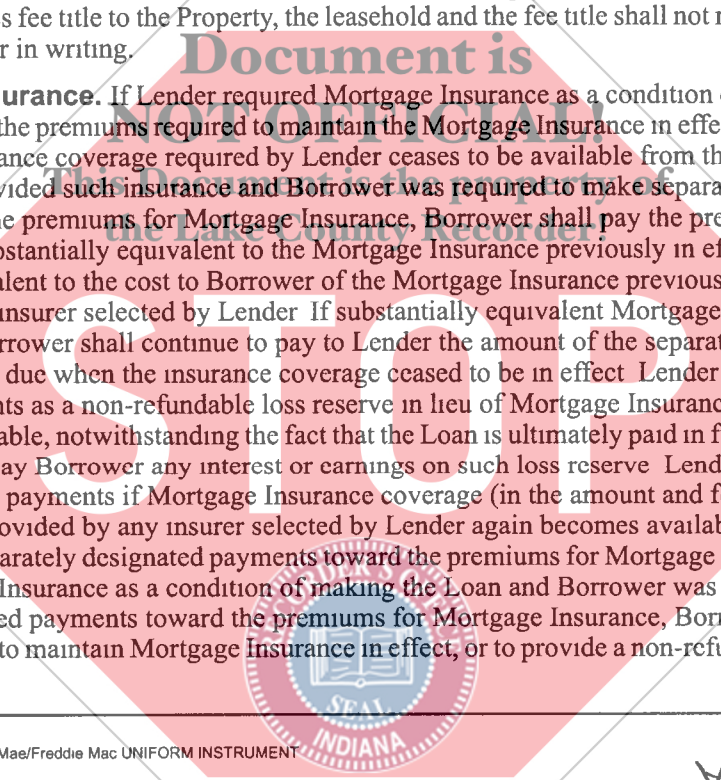 s fee title to the Property, the leasehold and the fee title shall not
r in writing.
Document is
urance. If Lender required Mortgage Insurance as a condition
NOT OFFICIAL!
the premiums required to maintain the Mortgage Insurance in effe
ance coverage required by Lender ceases to be available from th
This Document is the property of
vided such insurance and Borrower was required to make separa
the Lake County Recorder!
e premiums for Mortgage Insurance, Borrower shall pay the pre
bstantially equivalent to the Mortgage Insurance previously in ef
lent to the cost to Borrower of the Mortgage Insurance previous
insurer selected by Lender If substantially equivalent Mortgage
rrower shall continue to pay to Lender the amount of the separat
STOP
due when the insurance coverage ceased to be in effect Lender
nts as a non-refundable loss reserve in lieu of Mortgage Insuranc
able, notwithstanding the fact that the Loan is ultimately paid in f
ay Borrower any interest or earnings on such loss reserve Lend
payments if Mortgage Insurance coverage (in the amount and f
ovided by any insurer selected by Lender again becomes availab
arately designated payments toward the premiums for Mortgage
Insurance as a condition of making the Loan and Borrower was
ed payments toward the premiums for Mortgage Insurance, Borr
to maintain Mortgage Insurance in effect, or to provide a non-refu
RECORDER'S OFFICE
SEAL
INDIANA
Mae/Freddie Mac UNIFORM INSTRUMENT